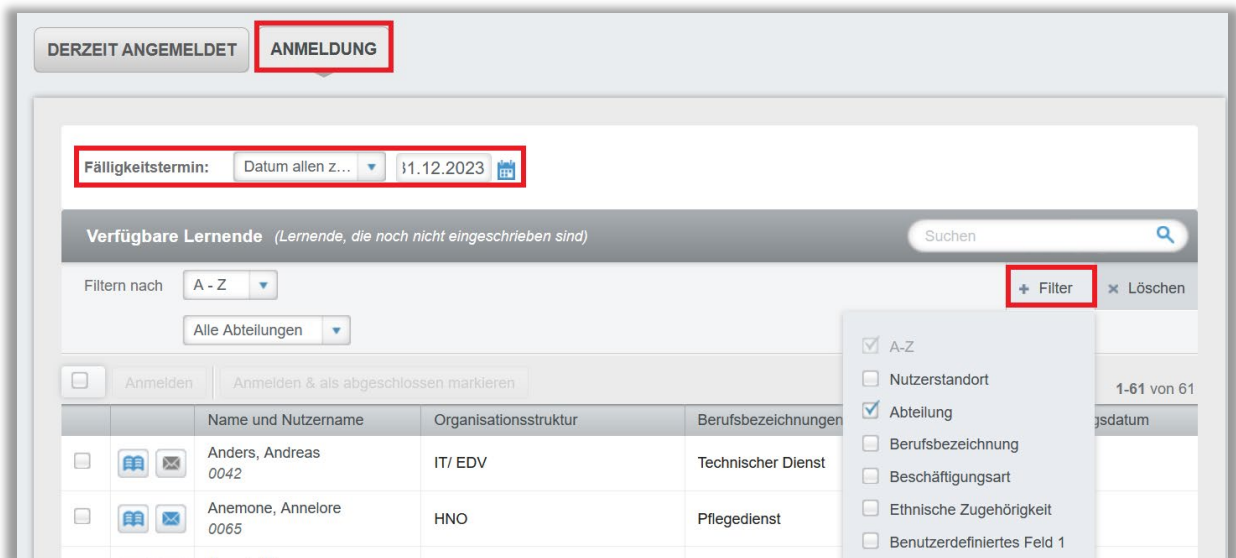 DERZEIT ANGEMELDET ANMELDUNG
Fälligkeitstermin: Datum allen z... 31.12.2023
Verfügbare Lernende (Lernende, die noch nicht eingeschrieben sind) Suchen
Filtern nach A - Z + Filter × Löschen
Alle Abteilungen
A-Z
Nutzerstandort
Anmelden Anmelden & als abgeschlossen markieren 1-61 von 61
Abteilung
Name und Nutzername Organisationsstruktur Berufsbezeichnungen gsdatum
Berufsbezeichnung
Anders, Andreas
0042 IT/ EDV Technischer Dienst
Beschäftigungsart
Ethnische Zugehörigkeit
Anemone, Annelore
0065 HNO Pflegedienst
Benutzerdefiniertes Feld 1